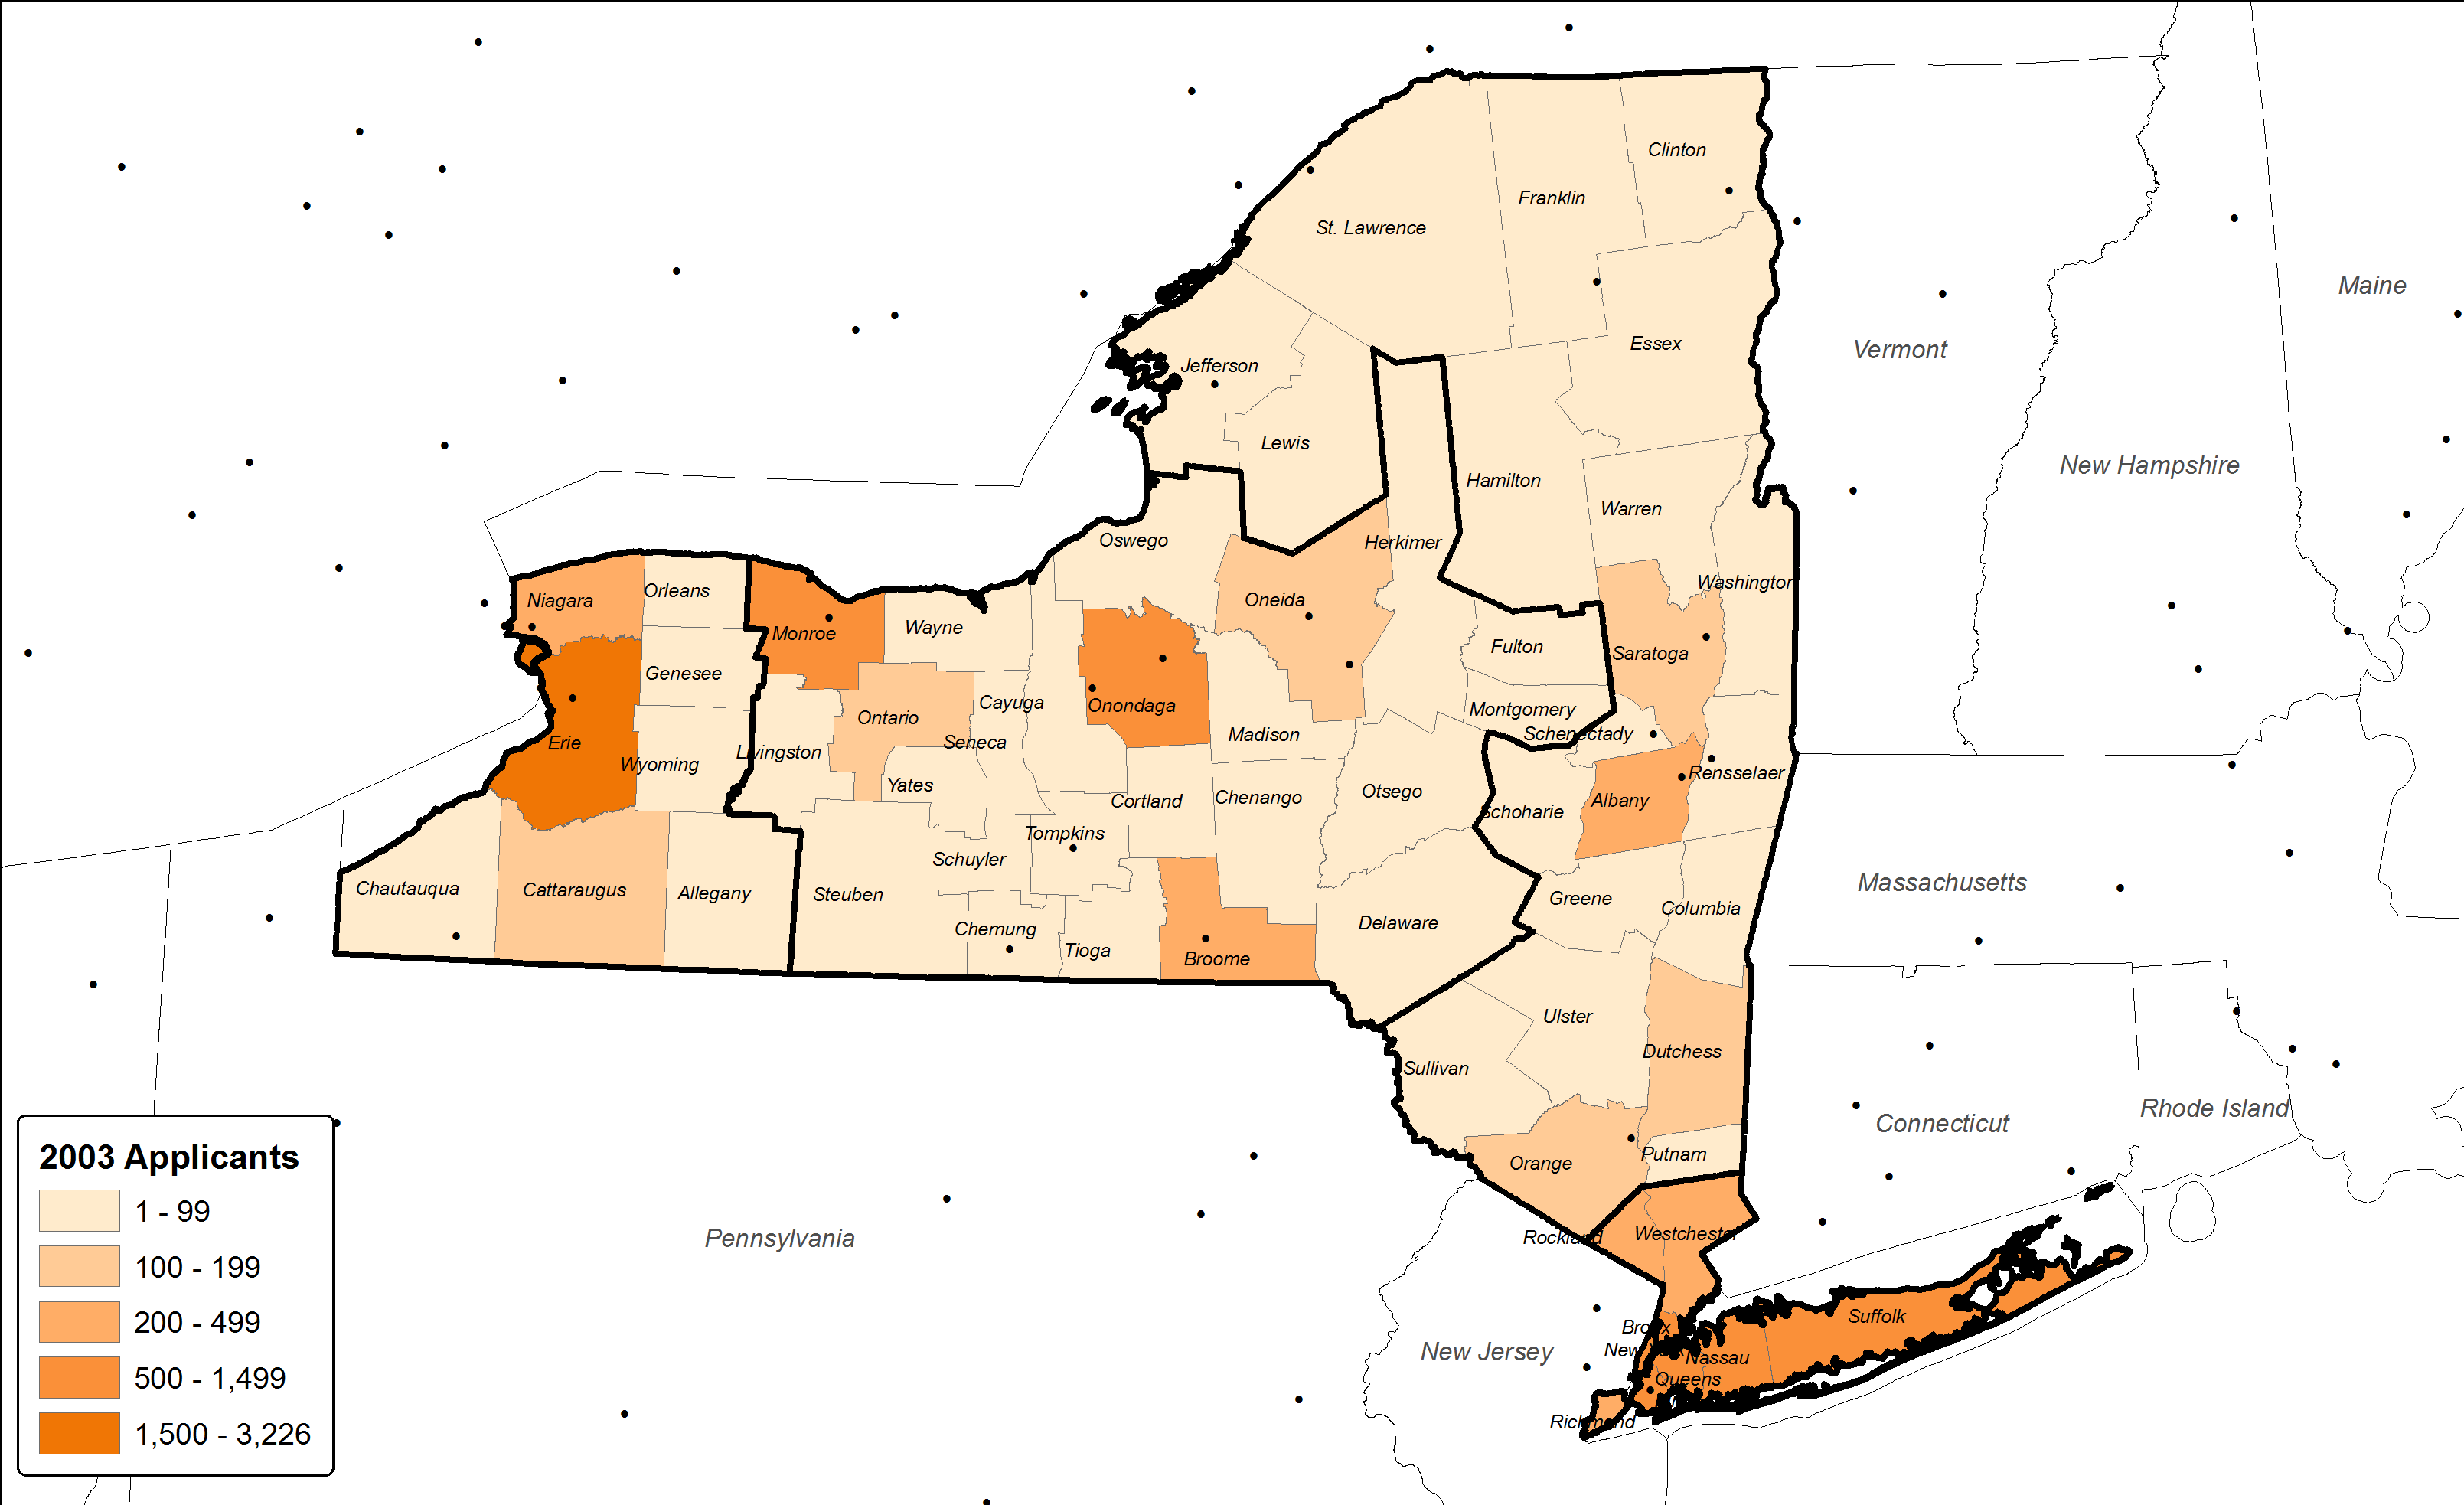 Clinton
Franklin
St. Lawrence
Maine
Essex
Vermont
Jefferson
Lewis
New Hampshire
Hamilton
Warren
Oswego
Herkimer
Washington
Orleans
Niagara
Oneida
Wayne
Monroe
Fulton
Saratoga
Genesee
Cayuga
Onondaga
Montgomery
Ontario
Schenectady
Madison
Erie
Seneca
Livingston
Wyoming
Rensselaer
Yates
Otsego
Chenango
Cortland
Albany
Schoharie
Tompkins
Schuyler
Massachusetts
Chautauqua
Cattaraugus
Allegany
Steuben
Greene
Columbia
Delaware
Chemung
Tioga
Broome
Ulster
Dutchess
Sullivan
Rhode Island
Connecticut
Putnam
Orange
Westchester
Rockland
Pennsylvania
Suffolk
Bronx
New Jersey
Nassau
Queens
Richmond
2003 Applicants
1 - 99
100 - 199
200 - 499
500 - 1,499
1,500 - 3,226